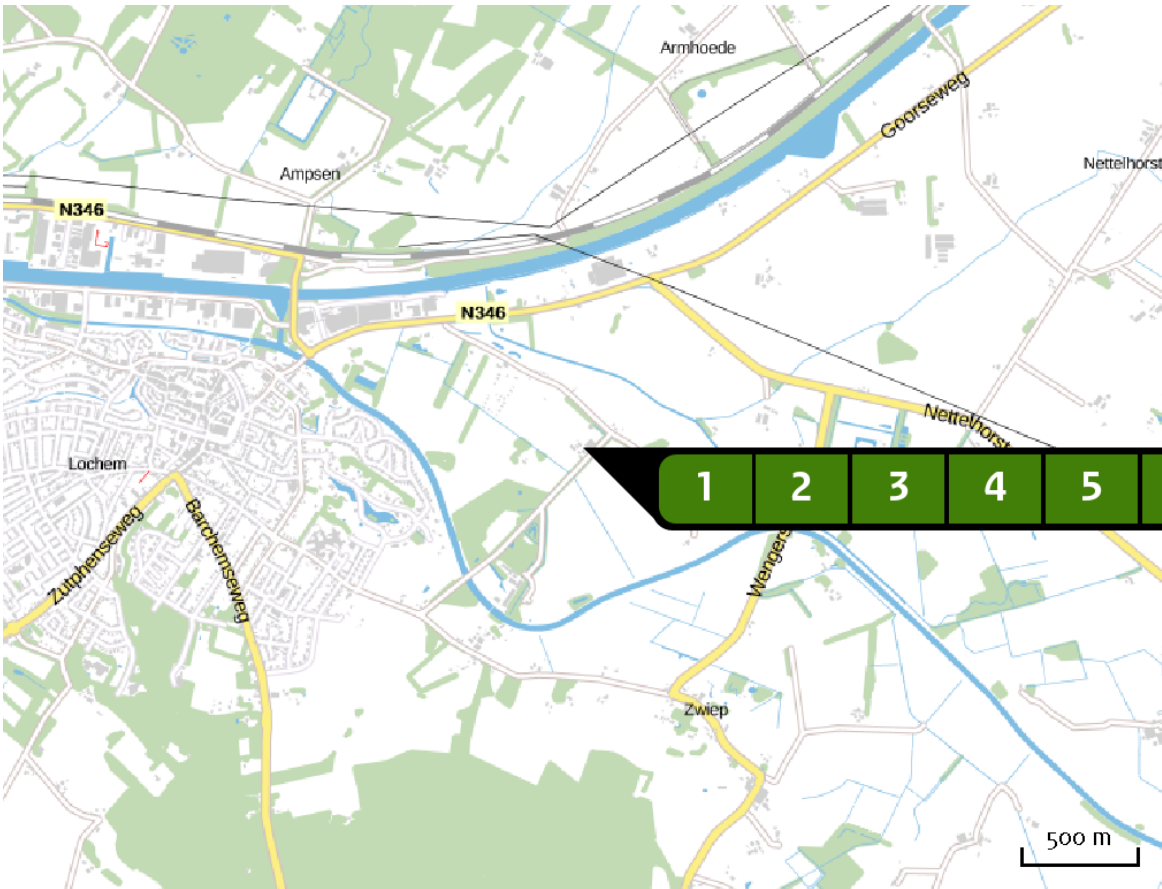 Armhoede
Goorseweg
Nettelhorst
Ampsen
N346
N346
Nettelhorst
Lochem
1 2 3 4 5
Zutphenseweg
Barchemseweg
Wengers
Zwiep
500 m